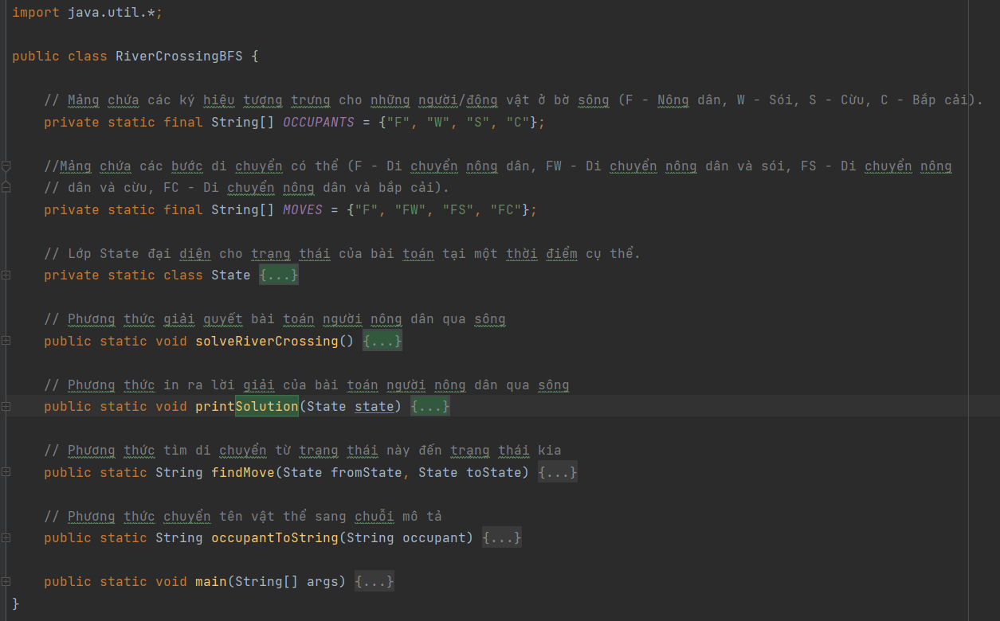 import java.util.*;
public class RiverCrossingBFS {
// Mảng chứa các ký hiệu tượng trưng cho những người/động vật ở bờ sông (F - Nông dân, W - Sói, S - Cừu, C - Bắp cải).
private static final String[] OCCUPANTS = {"F", "W", "S", "C"};
//Mảng chứa các bước di chuyển có thể (F - Di chuyển nông dân, FW - Di chuyển nông dân và sói, FS - Di chuyển nông
// dân và cừu, FC - Di chuyển nông dân và bắp cải).
private static final String[] MOVES = {"F", "FW", "FS", "FC"};
// Lớp State đại diện cho trạng thái của bài toán tại một thời điểm cụ thể.
private static class State {...}
// Phương thức giải quyết bài toán người nông dân qua sông
public static void solveRiverCrossing() {...}
// Phương thức in ra lời giải của bài toán người nông dân qua sông
public static void printSolution(State state) {...}
// Phương thức tìm di chuyển từ trạng thái này đến trạng thái kia
public static String findMove(State fromState, State toState) {...}
// Phương thức chuyển tên vật thể sang chuỗi mô tả
public static String occupantToString(String occupant) {...}
public static void main(String[] args) {...}
}